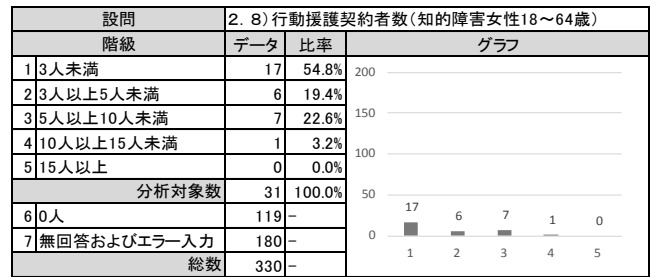 設問 2．8）行動援護契約者数（知的障害女性18～64歳）
階級 データ 比率 グラフ
1 3人未満 17 54.8%
2 3人以上5人未満 6 19.4%
3 5人以上10人未満 7 22.6%
4 10人以上15人未満 1 3.2%
5 15人以上 0 0.0%
分析対象数 31 100.0%
6 0人 119 －
7 無回答およびエラー入力 180 －
総数 330 －
200
150
100
50
0
17 6 7 1 0
1 2 3 4 5